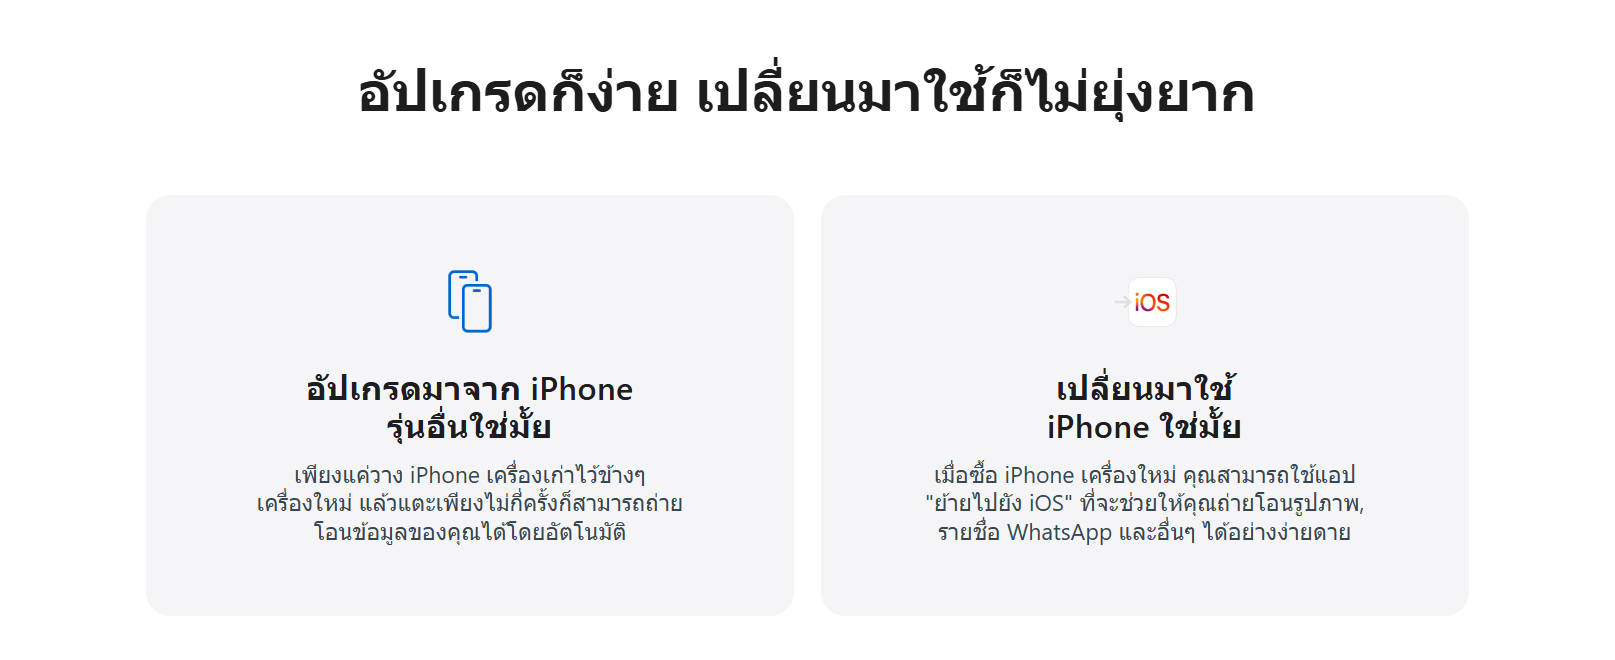 อัปเกรดก็ง่าย เปลี่ยนมาใช้ก็ไม่ยุ่งยาก
อัปเกรดมาจาก iPhone
รุ่นอื่นใช่มั้ย
เพียงแค่วาง iPhone เครื่องเก่าไว้ข้างๆ
เครื่องใหม่ แล้วแตะเพียงไม่กี่ครั้งก็สามารถถ่าย
โอนข้อมูลของคุณได้โดยอัตโนมัติ
iOS
เปลี่ยนมาใช้
iPhone ใช่มั้ย
เมื่อซื้อ iPhone เครื่องใหม่ คุณสามารถใช้แอป
"ย้ายไปยัง iOS" ที่จะช่วยให้คุณถ่ายโอนรูปภาพ,
รายชื่อ WhatsApp และอื่นๆ ได้อย่างง่ายดาย